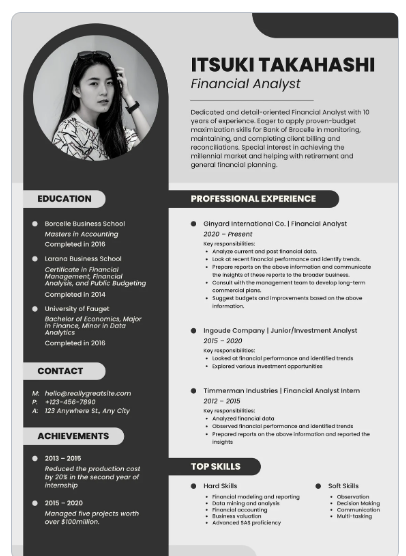 ITSUKI TAKAHASHI
Financial Analyst
Dedicated and detail-oriented Financial Analyst with 10
years of experience. Eager to apply proven-budget
maximization skills for Bank of Brocelle in monitoring,
maintaining, and completing client billing and
reconciliations. Special interest in achieving the
millennial market and helping with retirement and
general financial planning.
EDUCATION
Borcelle Business School
Masters in Accounting
Completed in 2016
Larana Business School
Certificate in Financial
Management, Financial
Analysis, and Public Budgeting
Completed in 2014
University of Fauget
Bachelor of Economics, Major
in Finance, Minor in Data
Analytics
Completed in 2016
CONTACT
M: hello@reallygreatsite.com
P: +123-456-7890
A: 123 Anywhere St., Any City
ACHIEVEMENTS
2013 – 2015
Reduced the production cost
by 20% in the second year of
internship
2015 – 2020
Managed five projects worth
over $100million.
PROFESSIONAL EXPERIENCE
Ginyard International Co. | Financial Analyst
2020 – Present
Key responsibilities:
• Analyze current and past financial data.
• Look at recent financial performance and identify trends.
• Prepare reports on the above information and communicate
the insights of these reports to the broader business.
• Consult with the management team to develop long-term
commercial plans.
• Suggest budgets and improvements based on the above
information.
Ingoude Company | Junior/Investment Analyst
2015 – 2020
Key responsibilities:
• Looked at financial performance and identified trends
• Explored various investment opportunities
Timmerman Industries | Financial Analyst Intern
2012 – 2015
Key responsibilities:
• Analyzed financial data
• Observed financial performance and identified trends
• Prepared reports on the above information and reported the
insights
TOP SKILLS
Hard Skills
• Financial modeling and reporting
• Data mining and analysis
• Financial accounting
• Business valuation
• Advanced SAS proficiency
Soft Skills
• Observation
• Decision Making
• Communication
• Multi-tasking